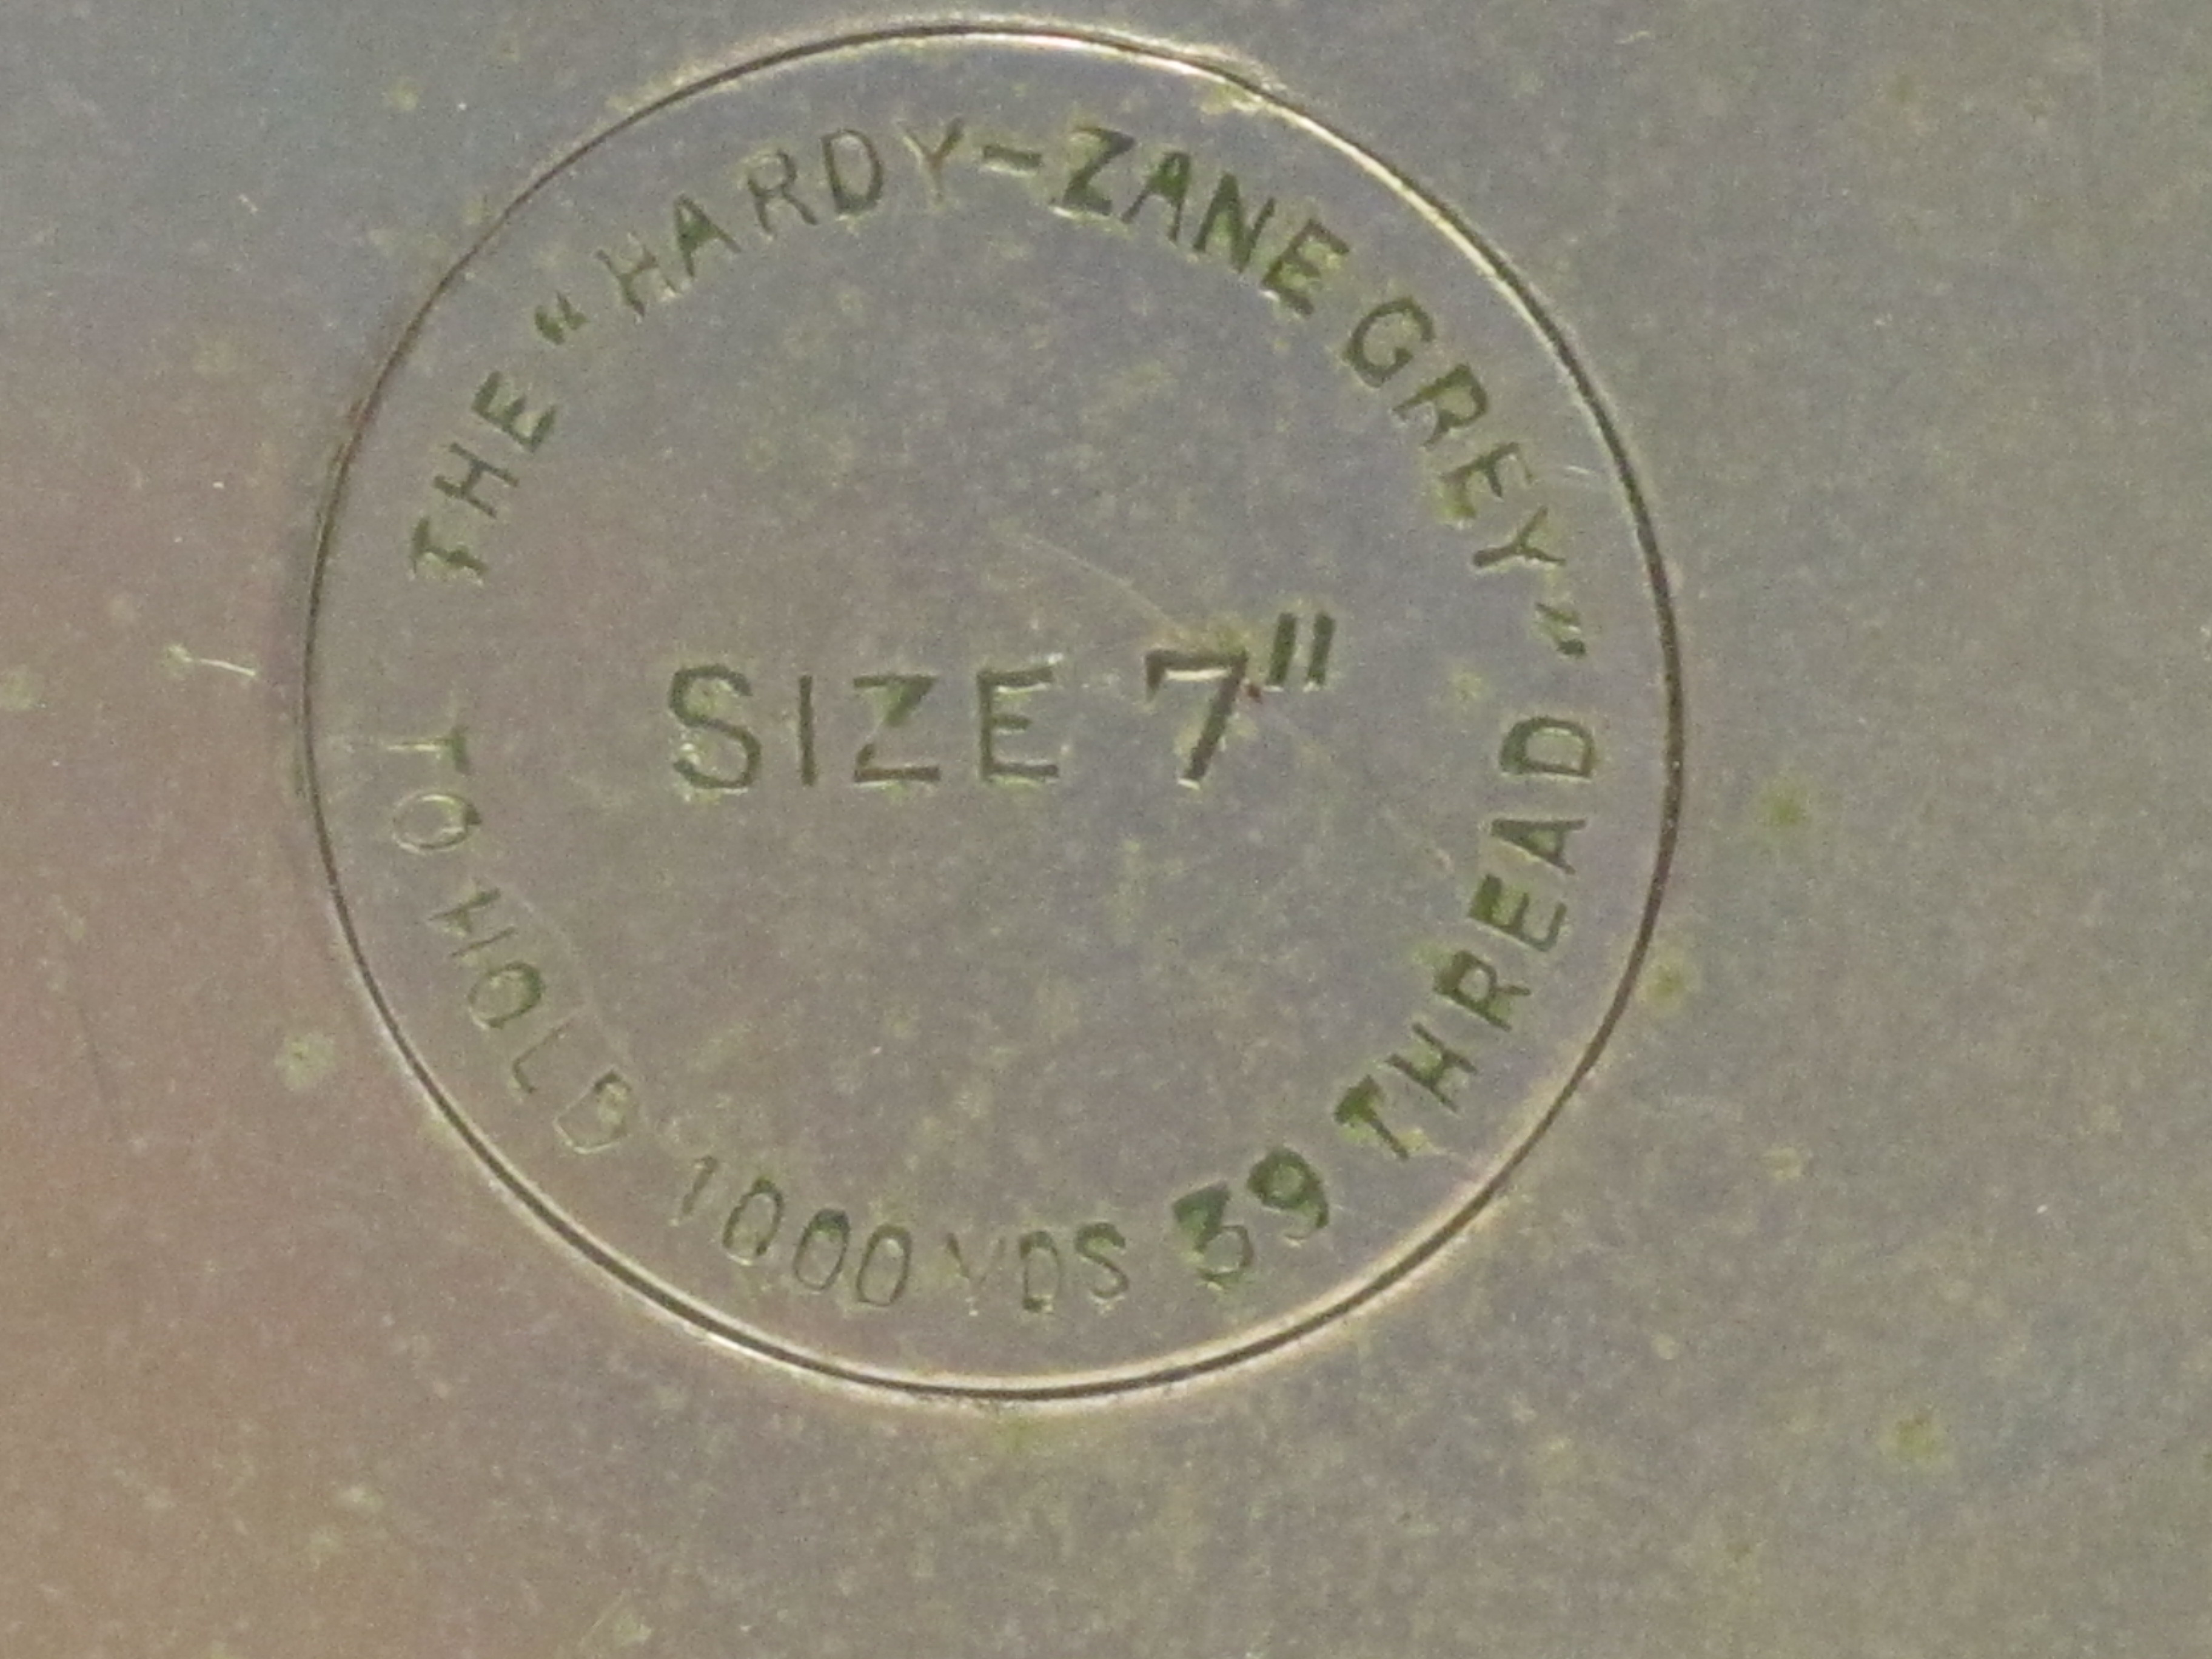 THE "HARDY-ZANE GREY"
SIZE 7"
TO HOLD 1000 YDS 39 THREAD